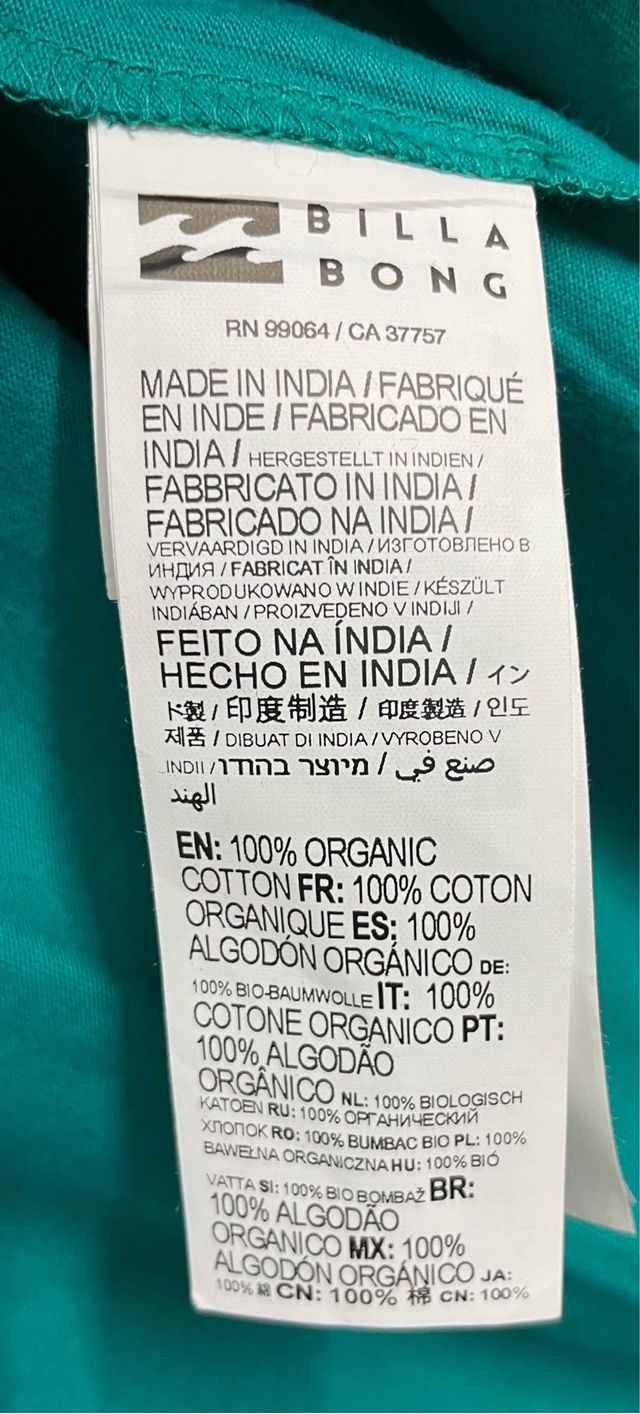 BILLA
BONG
RN 99064 / CA 37757
MADE IN INDIA / FABRIQUÉ
EN INDE / FABRICADO EN
INDIA / HERGESTELLT IN INDIEN /
FABBRICATO IN INDIA /
FABRICADO NA INDIA /
VERVAARDIGD IN INDIA / ИЗГОТОВЛЕНО В
ИНДИЯ / FABRICAT ÎN INDIA /
WYPRODUKOWANO W INDIE / KÉSZÜLT
INDIÁBAN / PROIZVEDENO V INDIJI /
FEITO NA ÍNDIA /
HECHO EN INDIA / イン
ド製 / 印度制造 / 印度製造 / 인도
제품 / DIBUAT DI INDIA / VYROBENO V
INDII / מיוצר בהודו / صنع في
الهند
EN: 100% ORGANIC
COTTON FR: 100% COTON
ORGANIQUE ES: 100%
ALGODÓN ORGÁNICO DE:
100% BIO-BAUMWOLLE IT: 100%
COTONE ORGANICO PT:
100% ALGODÃO
ORGÂNICO NL: 100% BIOLOGISCH
KATOEN RU: 100% ОРГАНИЧЕСКИЙ
ХЛОПОК RO: 100% BUMBAC BIO PL: 100%
BAWEŁNA ORGANICZNA HU: 100% BIÓ
VATTA SI: 100% BIO BOMBAŽ BR:
100% ALGODÃO
ORGANICO MX: 100%
ALGODÓN ORGÁNICO JA:
100% 綿 CN: 100% 棉 CN: 100%